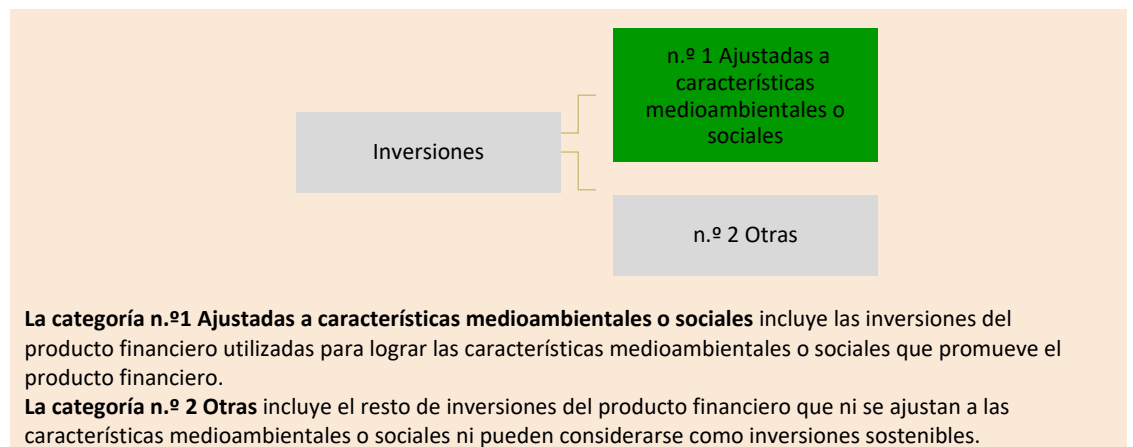 n.º 1 Ajustadas a
características
medioambientales o
sociales
Inversiones
n.º 2 Otras
La categoría n.º1 Ajustadas a características medioambientales o sociales incluye las inversiones del
producto financiero utilizadas para lograr las características medioambientales o sociales que promueve el
producto financiero.
La categoría n.º 2 Otras incluye el resto de inversiones del producto financiero que ni se ajustan a las
características medioambientales o sociales ni pueden considerarse como inversiones sostenibles.